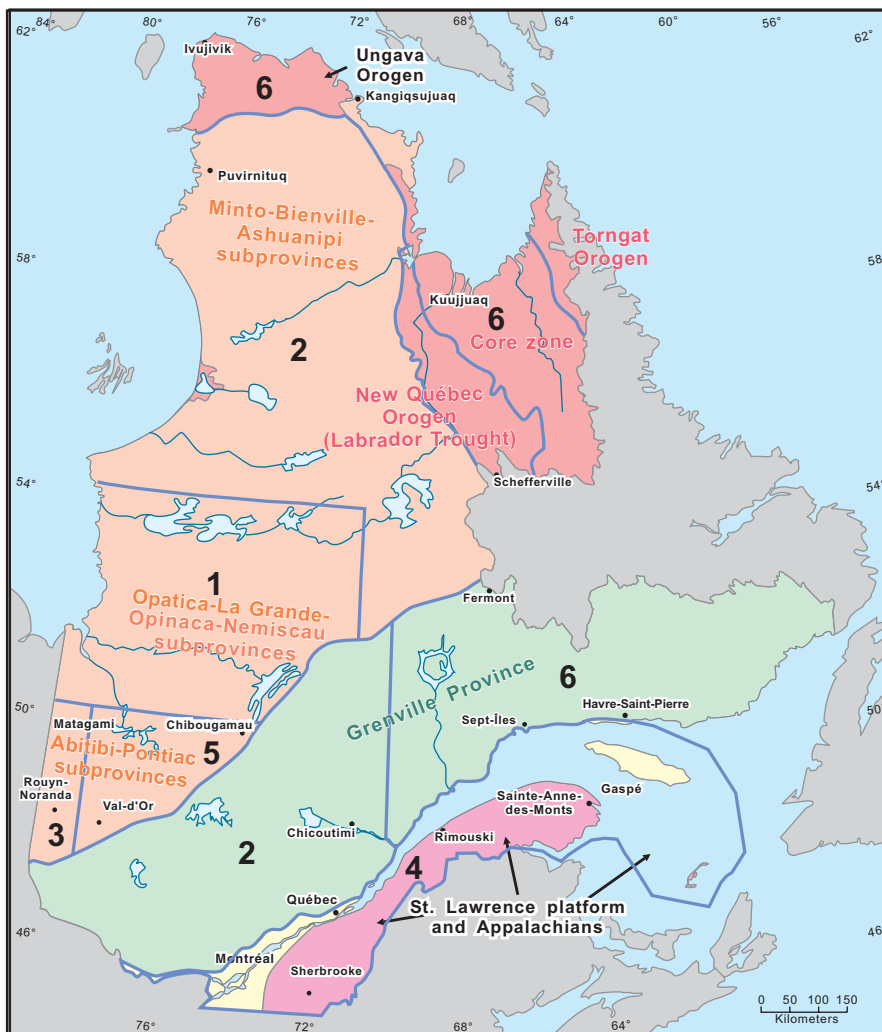 84°
80°
76°
72°
68°
64°
60°
56°
62°
62°
Ivujivik
Ungava
Orogen
6
Kangiqsujuaq
Puvirnituq
Minto-Bienville-
Ashuanipi
subprovinces
Torngat
Orogen
58°
58°
Kuujjuaq
6
Core zone
2
New Québec
Orogen
(Labrador Trought)
Schefferville
54°
54°
1
Opatica-La Grande-
Opinaca-Nemiscau
subprovinces
Fermont
Grenville Province
6
Havre-Saint-Pierre
50°
50°
Sept-Îles
Matagami
Chibougamau
Abitibi-Pontiac
subprovinces
5
Rouyn-
Noranda
Val-d'Or
3
Gaspé
Sainte-Anne-
des-Monts
Chicoutimi
Rimouski
2
4
Québec
St. Lawrence platform
and Appalachians
46°
46°
Montréal
Sherbrooke
0 50 100 150
Kilometers
76°
72°
68°
64°